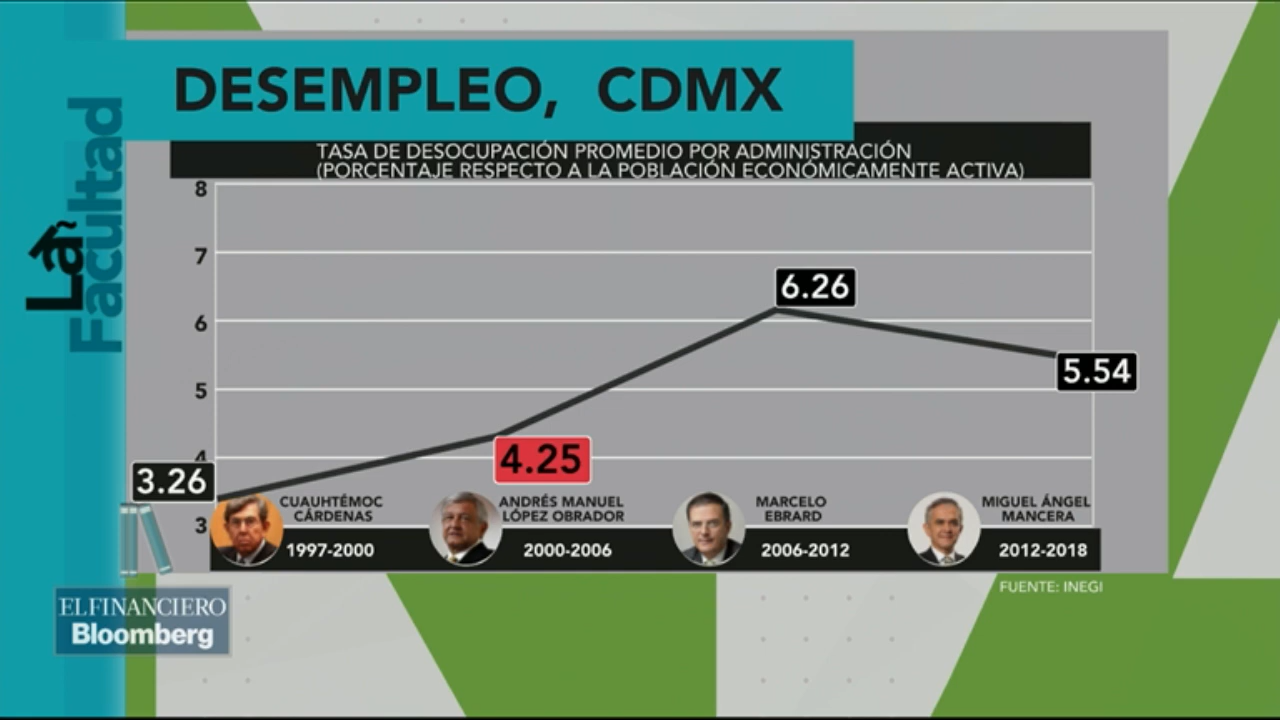 DESEMPLEO, CDMX
TASA DE DESOCUPACIÓN PROMEDIO POR ADMINISTRACIÓN
(PORCENTAJE RESPECTO A LA POBLACIÓN ECONÓMICAMENTE ACTIVA)
La
Facultad
8
7
6
5
4
3
3.26
4.25
6.26
5.54
CUAUHTÉMOC
CÁRDENAS
1997-2000
ANDRÉS MANUEL
LÓPEZ OBRADOR
2000-2006
MARCELO
EBRARD
2006-2012
MIGUEL ÁNGEL
MANCERA
2012-2018
FUENTE: INEGI
EL FINANCIERO
Bloomberg